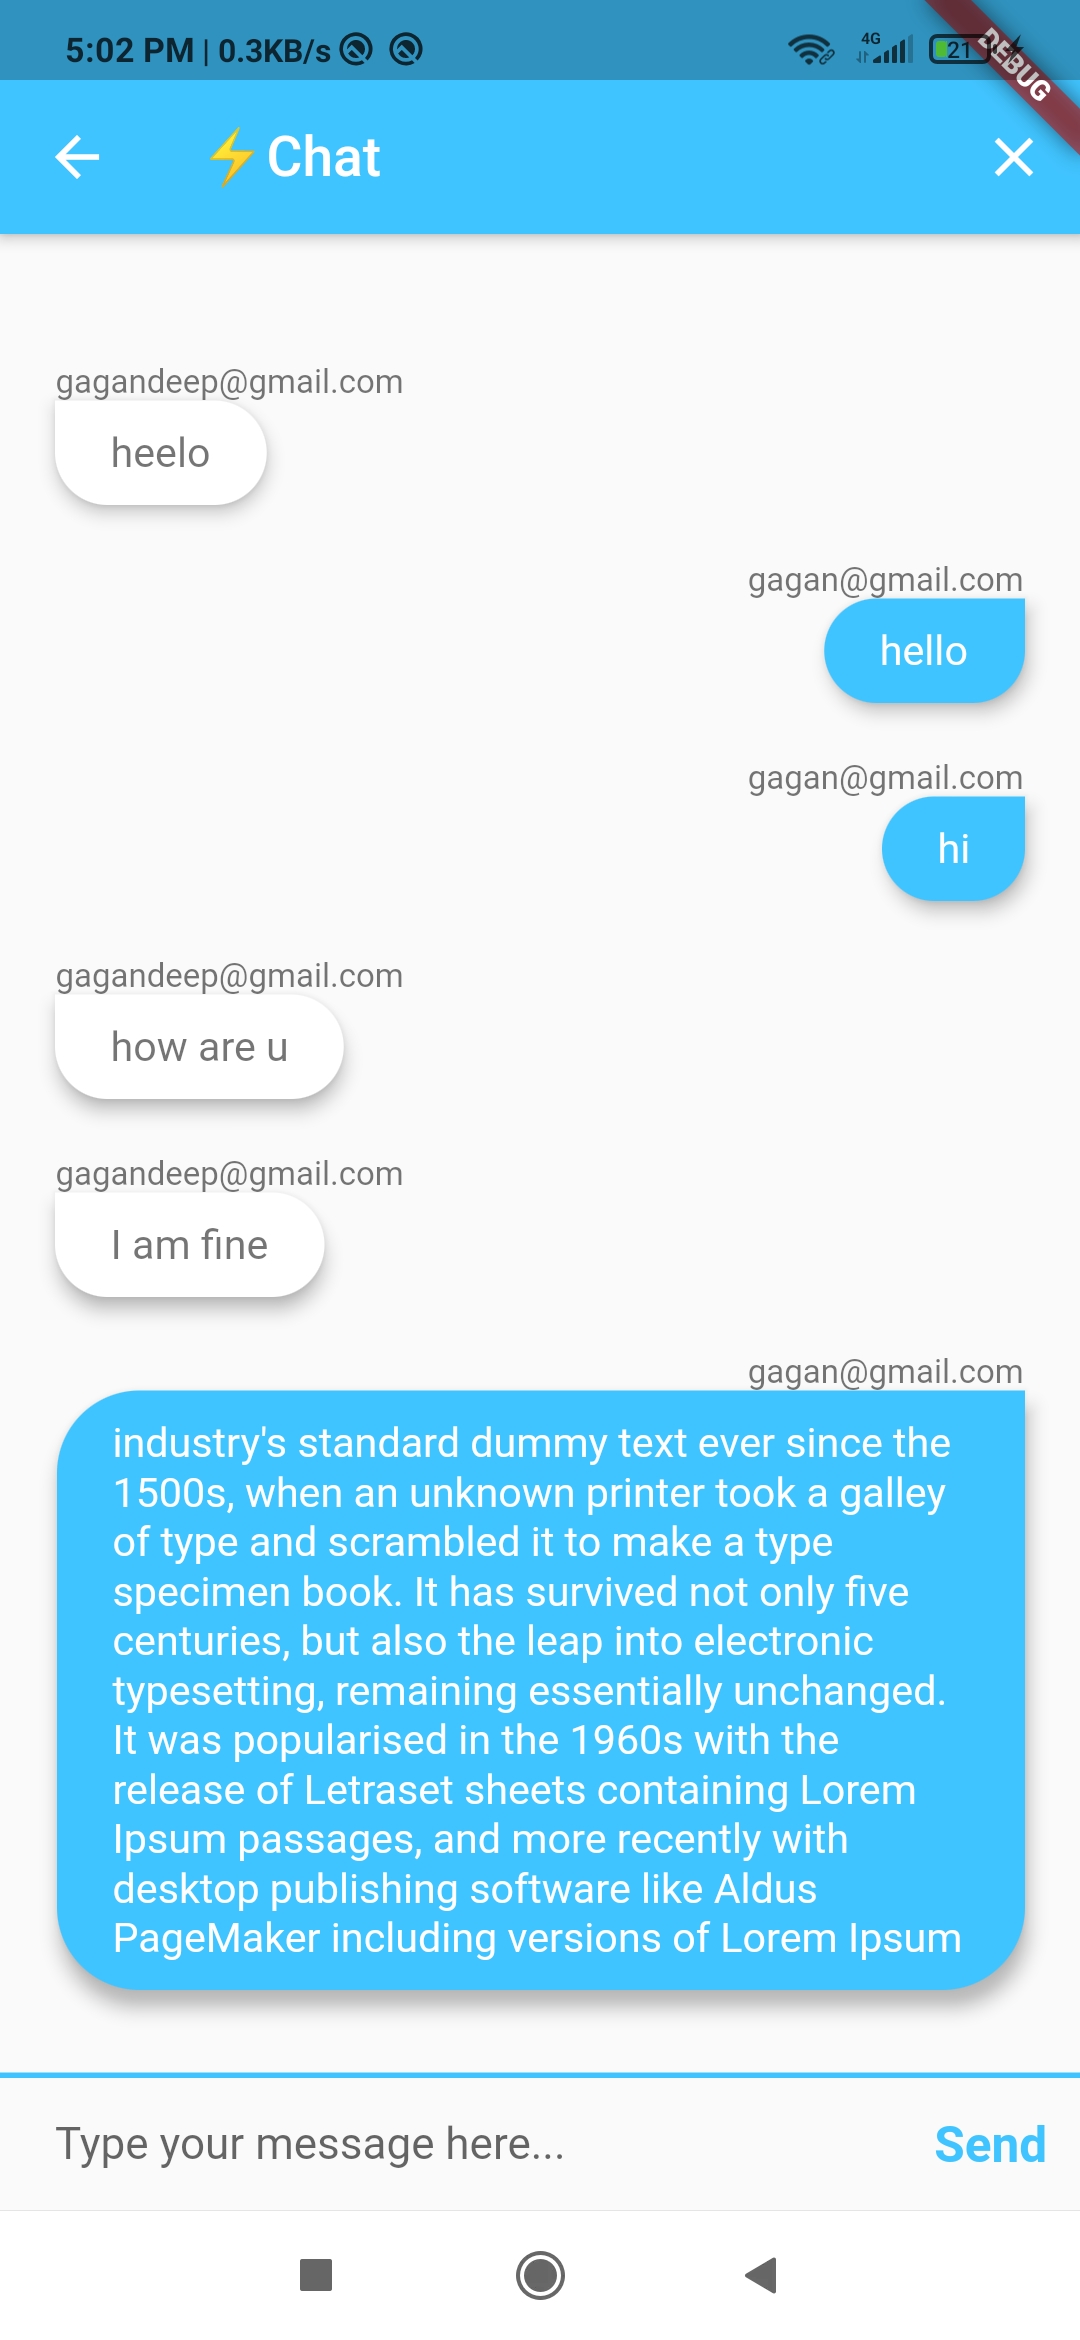 5:02 PM | 0.3KB/s 4G 21
DEBUG
⚡Chat
gagandeep@gmail.com
heelo
gagan@gmail.com
hello
gagan@gmail.com
hi
gagandeep@gmail.com
how are u
gagandeep@gmail.com
I am fine
gagan@gmail.com
industry's standard dummy text ever since the
1500s, when an unknown printer took a galley
of type and scrambled it to make a type
specimen book. It has survived not only five
centuries, but also the leap into electronic
typesetting, remaining essentially unchanged.
It was popularised in the 1960s with the
release of Letraset sheets containing Lorem
Ipsum passages, and more recently with
desktop publishing software like Aldus
PageMaker including versions of Lorem Ipsum
Type your message here... Send